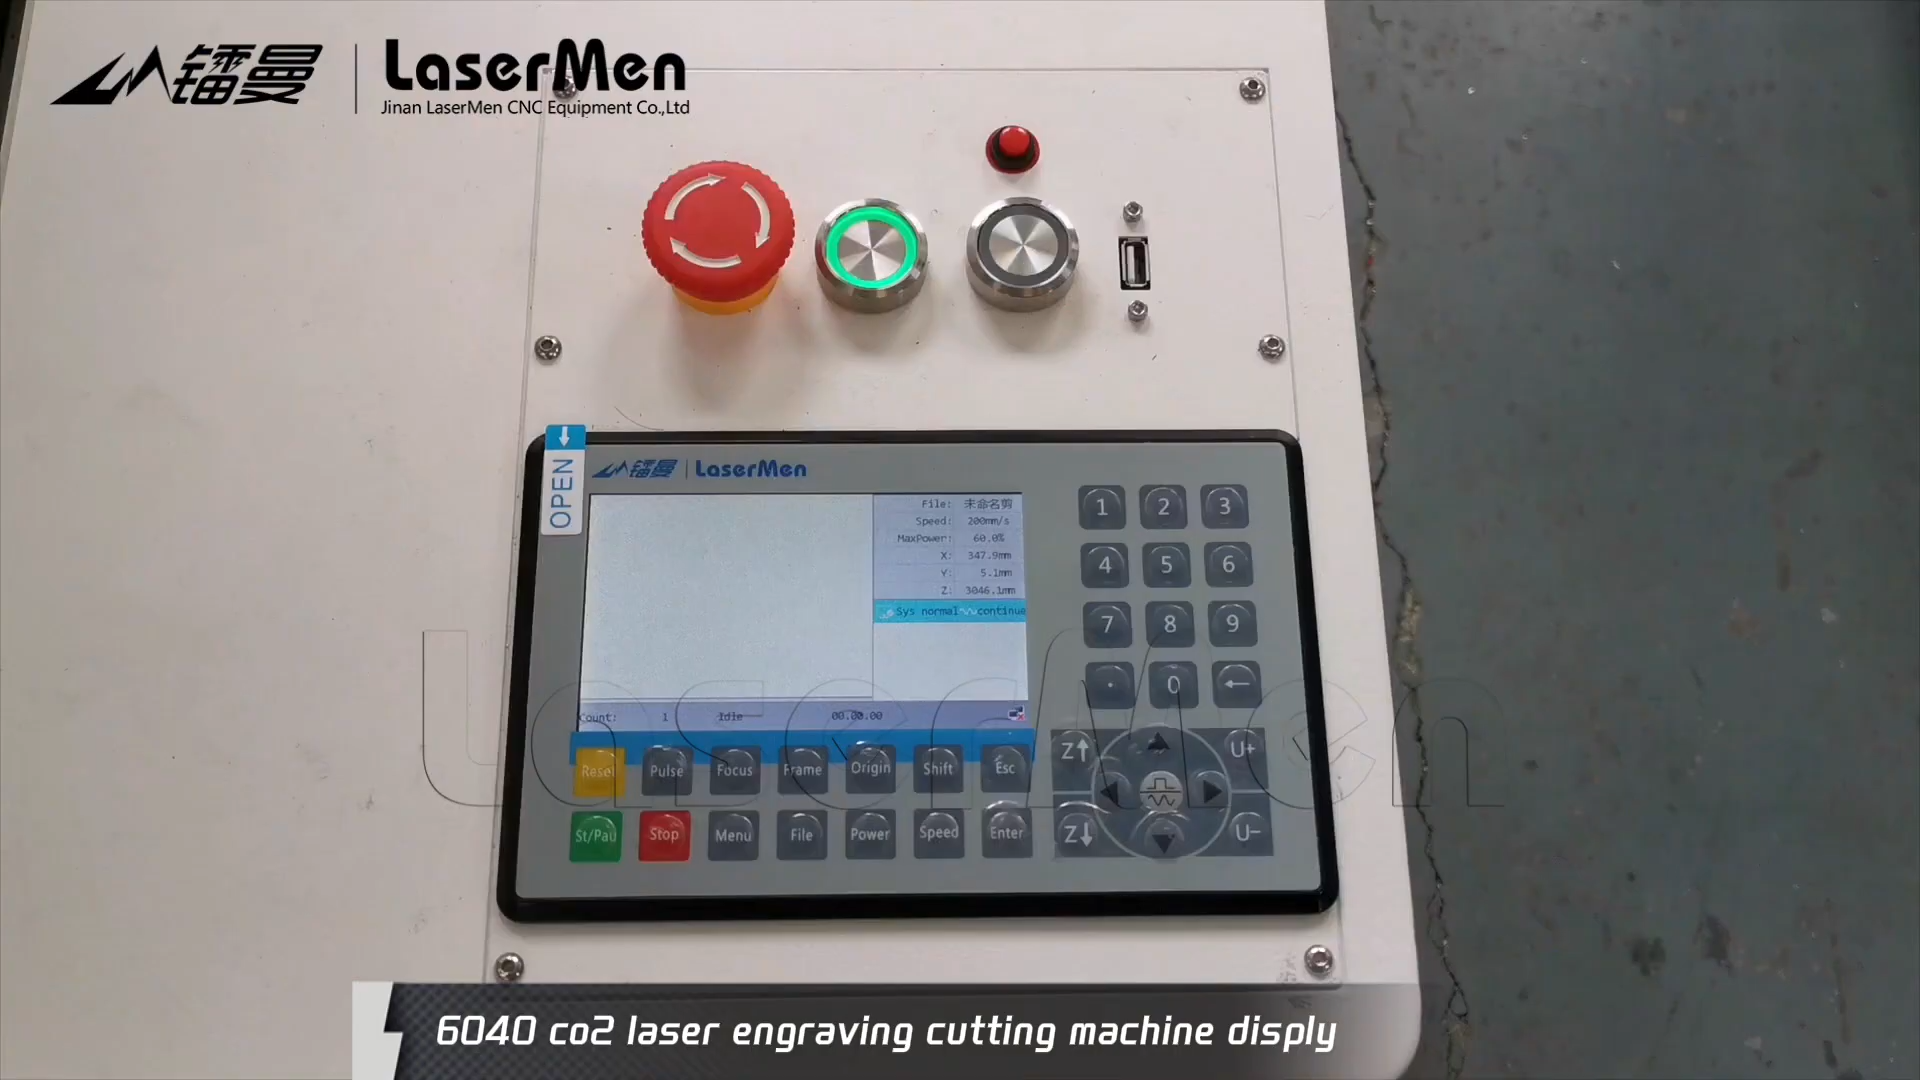 镭曼 LaserMen
Jinan LaserMen CNC Equipment Co.,Ltd
OPEN
镭曼 LaserMen
File: 未命名剪
Speed: 200mm/s
MaxPower: 60.0%
X: 347.9mm
Y: 5.1mm
Z: 3046.1mm
Sys normal continue
Count: 1 Idle 00.00.00
1 2 3
4 5 6
7 8 9
. 0 ←
Reset Pulse Focus Frame Origin Shift Esc
St/Pau Stop Menu File Power Speed Enter
Z↑ U+
Z↓ U-
LaserMen
6040 co2 laser engraving cutting machine disply